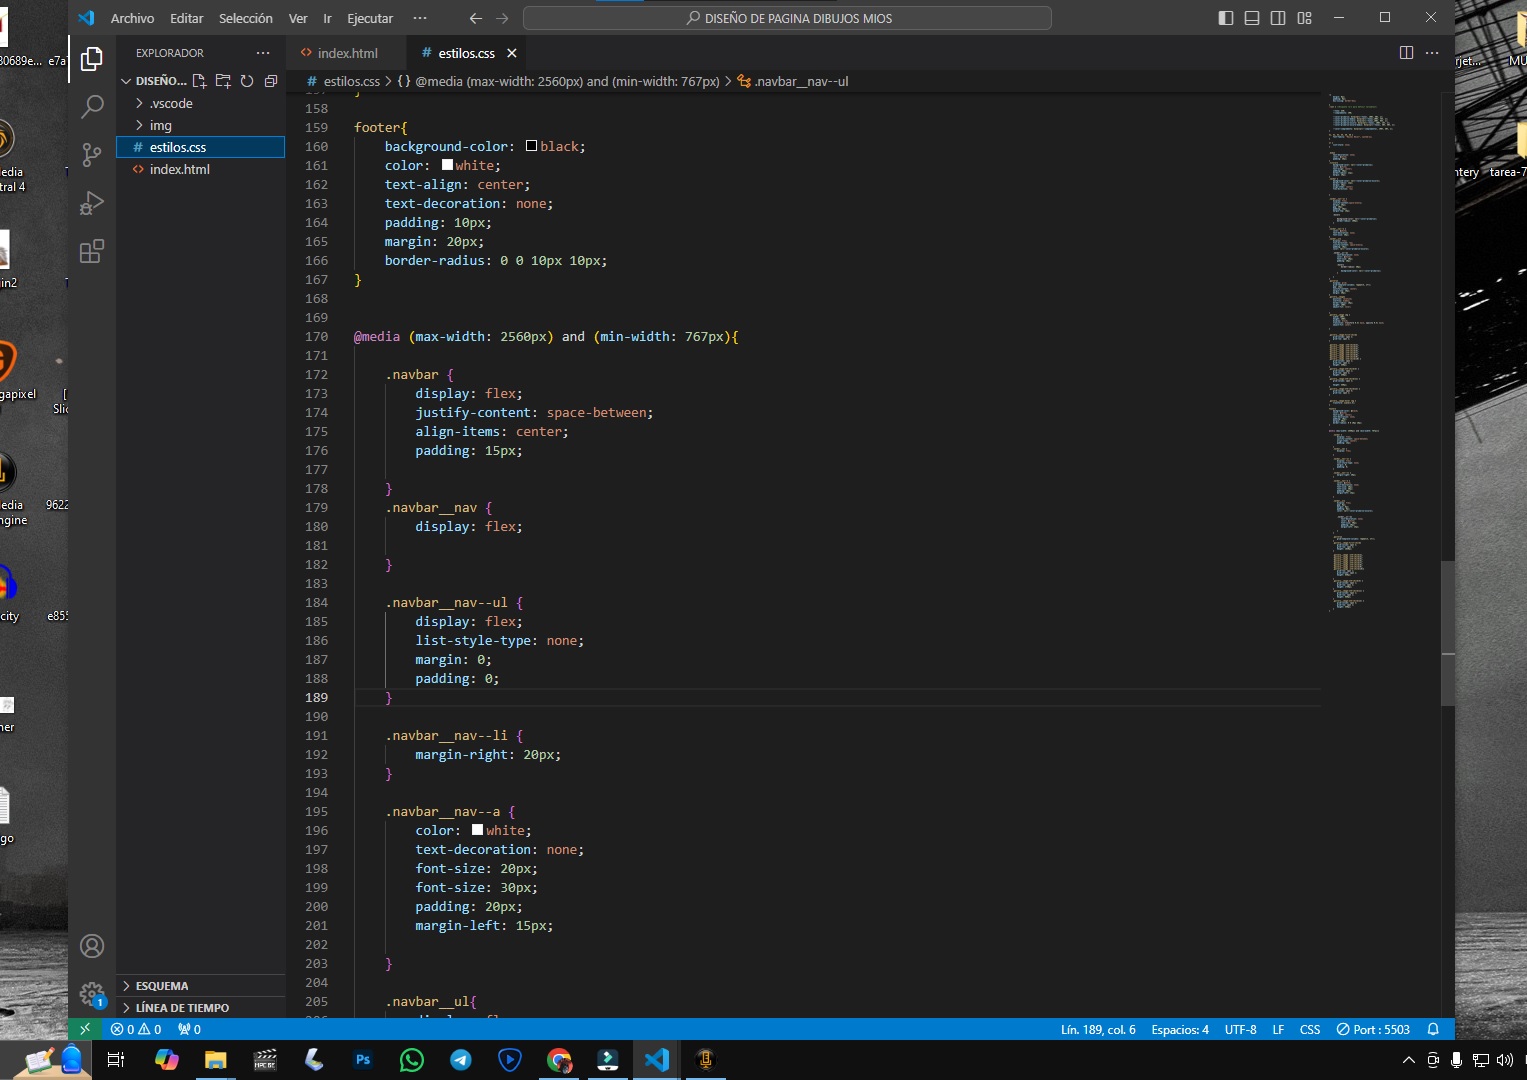 Archivo Editar Selección Ver Ir Ejecutar ···
DISEÑO DE PAGINA DIBUJOS MIOS
EXPLORADOR
index.html
estilos.css
DISEÑO...
.vscode
img
estilos.css
index.html
ESQUEMA
LÍNEA DE TIEMPO
# estilos.css > {} @media (max-width: 2560px) and (min-width: 767px) > .navbar__nav--ul
158
159 footer{
160 background-color: black;
161 color: white;
162 text-align: center;
163 text-decoration: none;
164 padding: 10px;
165 margin: 20px;
166 border-radius: 0 0 10px 10px;
167 }
168
169
170 @media (max-width: 2560px) and (min-width: 767px){
171
172 .navbar {
173 display: flex;
174 justify-content: space-between;
175 align-items: center;
176 padding: 15px;
177
178 }
179 .navbar__nav {
180 display: flex;
181
182 }
183
184 .navbar__nav--ul {
185 display: flex;
186 list-style-type: none;
187 margin: 0;
188 padding: 0;
189 }
190
191 .navbar__nav--li {
192 margin-right: 20px;
193 }
194
195 .navbar__nav--a {
196 color: white;
197 text-decoration: none;
198 font-size: 20px;
199 font-size: 30px;
200 padding: 20px;
201 margin-left: 15px;
202
203 }
204
205 .navbar__ul{
0 0 0
Lín. 189, col. 6 Espacios: 4 UTF-8 LF CSS Port : 5503
1
30689e... e7a
edia
tral 4
in2
gapixel
Slic
edia
ngine
9622
city
e855
ner
go
rjet...
MU
ntery
tarea-7
Ps